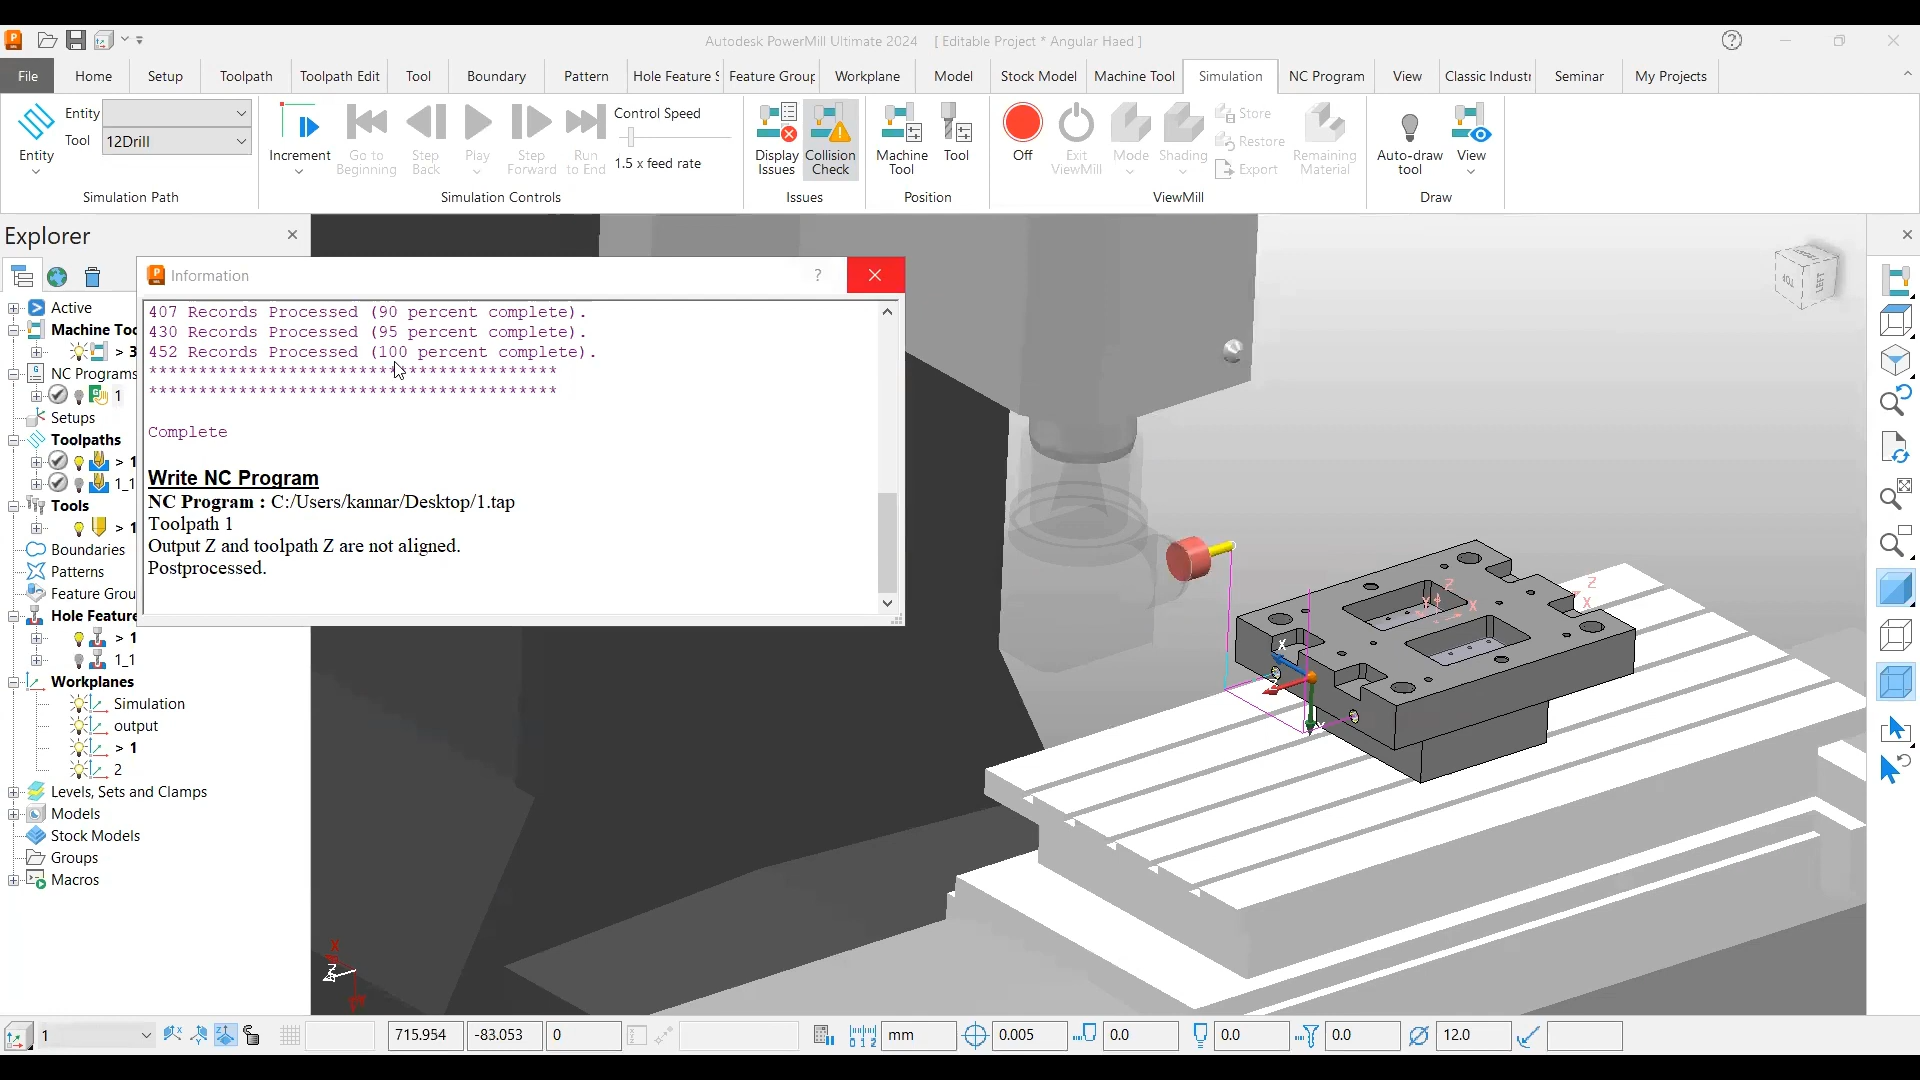 Autodesk PowerMill Ultimate 2024 [ Editable Project * Angular Haed ]
File Home Setup Toolpath Toolpath Edit Tool Boundary Pattern Hole Feature S Feature Group Workplane Model Stock Model Machine Tool Simulation NC Program View Classic Industr Seminar My Projects
Entity
Entity
Tool 12Drill
Simulation Path
Increment
Go to Beginning
Step Back
Play
Step Forward
Run to End
Control Speed
1.5 x feed rate
Simulation Controls
Display Issues
Collision Check
Issues
Machine Tool
Tool
Position
Off
Exit ViewMill
Mode
Shading
Store
Restore
Export
Remaining Material
ViewMill
Auto-draw tool
View
Draw
Explorer
Active
Machine Too
> 3
NC Programs
1
Setups
Toolpaths
> 1
1_1
Tools
> 1
Boundaries
Patterns
Feature Grou
Hole Feature
> 1
1_1
Workplanes
Simulation
output
> 1
2
Levels, Sets and Clamps
Models
Stock Models
Groups
Macros
Information
?
407 Records Processed (90 percent complete).
430 Records Processed (95 percent complete).
452 Records Processed (100 percent complete).
*****************************************
*****************************************
Complete
Write NC Program
NC Program : C:/Users/kannar/Desktop/1.tap
Toolpath 1
Output Z and toolpath Z are not aligned.
Postprocessed.
TOP
LEFT
Z
Y
X
Z
X
X
Z
Y
X
Z
1
715.954
-83.053
0
mm
0.005
0.0
0.0
0.0
12.0